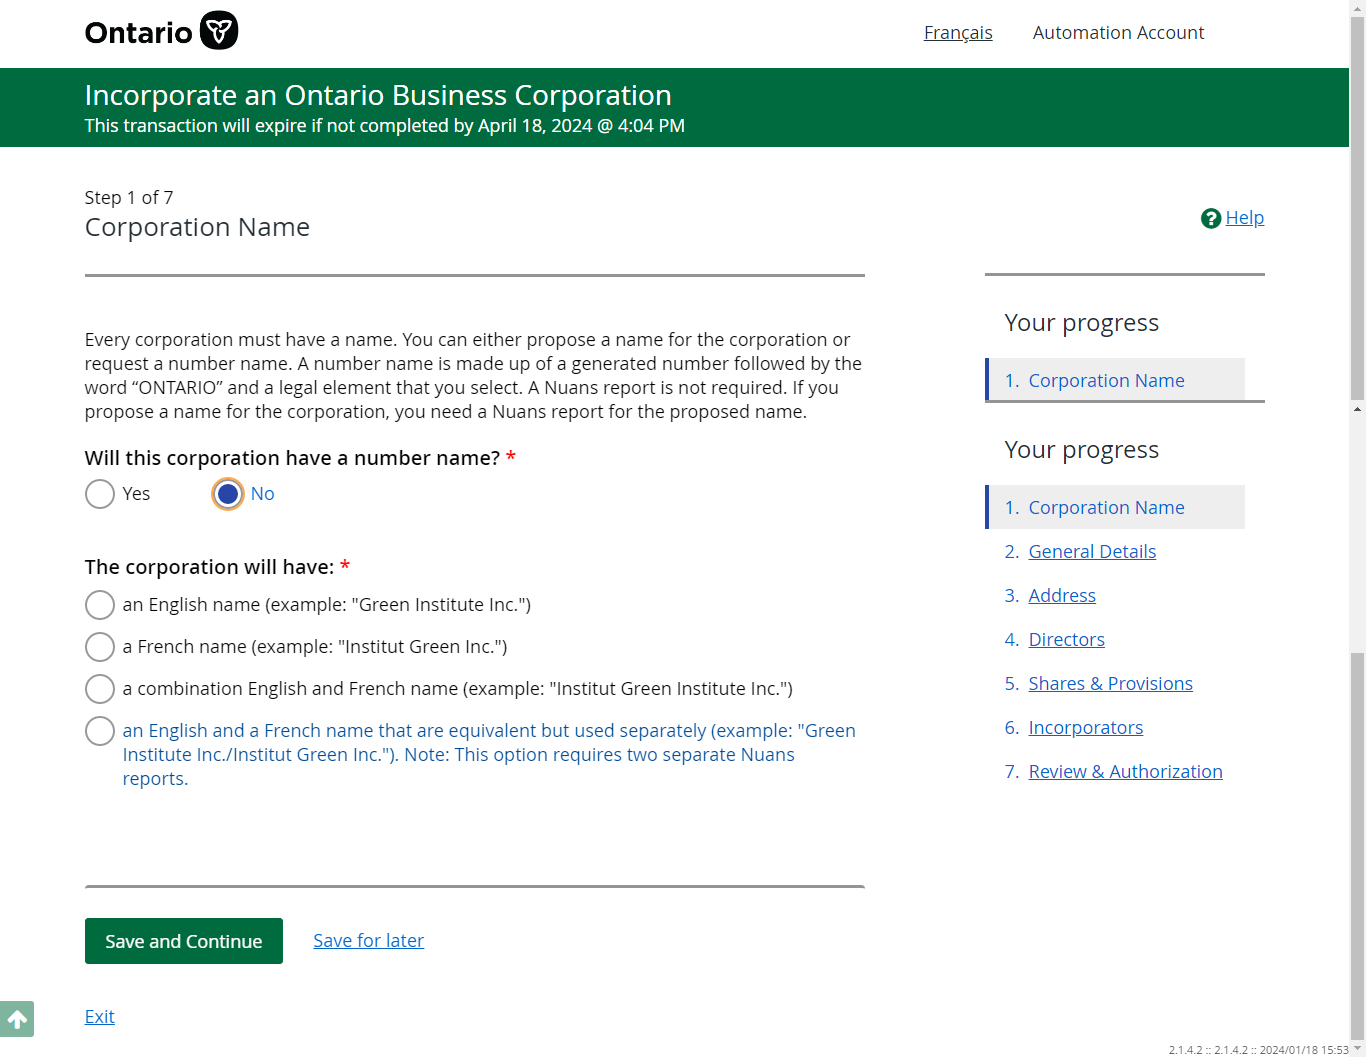 Ontario
Français
Automation Account
Incorporate an Ontario Business Corporation
This transaction will expire if not completed by April 18, 2024 @ 4:04 PM
Step 1 of 7
Corporation Name
Help
Every corporation must have a name. You can either propose a name for the corporation or
request a number name. A number name is made up of a generated number followed by the
word “ONTARIO” and a legal element that you select. A Nuans report is not required. If you
propose a name for the corporation, you need a Nuans report for the proposed name.
Will this corporation have a number name? *
Yes
No
The corporation will have: *
an English name (example: "Green Institute Inc.")
a French name (example: "Institut Green Inc.")
a combination English and French name (example: "Institut Green Institute Inc.")
an English and a French name that are equivalent but used separately (example: "Green
Institute Inc./Institut Green Inc."). Note: This option requires two separate Nuans
reports.
Save and Continue
Save for later
Exit
Your progress
1. Corporation Name
Your progress
1. Corporation Name
2. General Details
3. Address
4. Directors
5. Shares & Provisions
6. Incorporators
7. Review & Authorization
2.1.4.2 :: 2.1.4.2 :: 2024/01/18 15:53